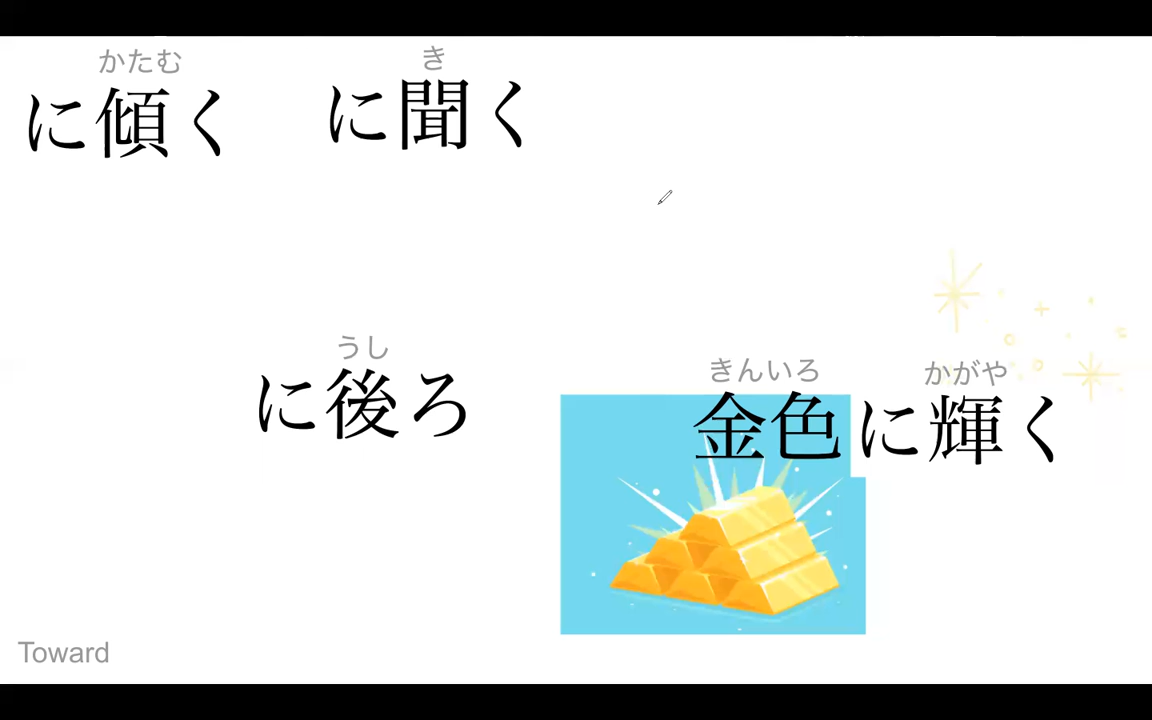 かたむ
に傾く
き
に聞く
うし
に後ろ
きんいろ かがや
金色に輝く
Toward